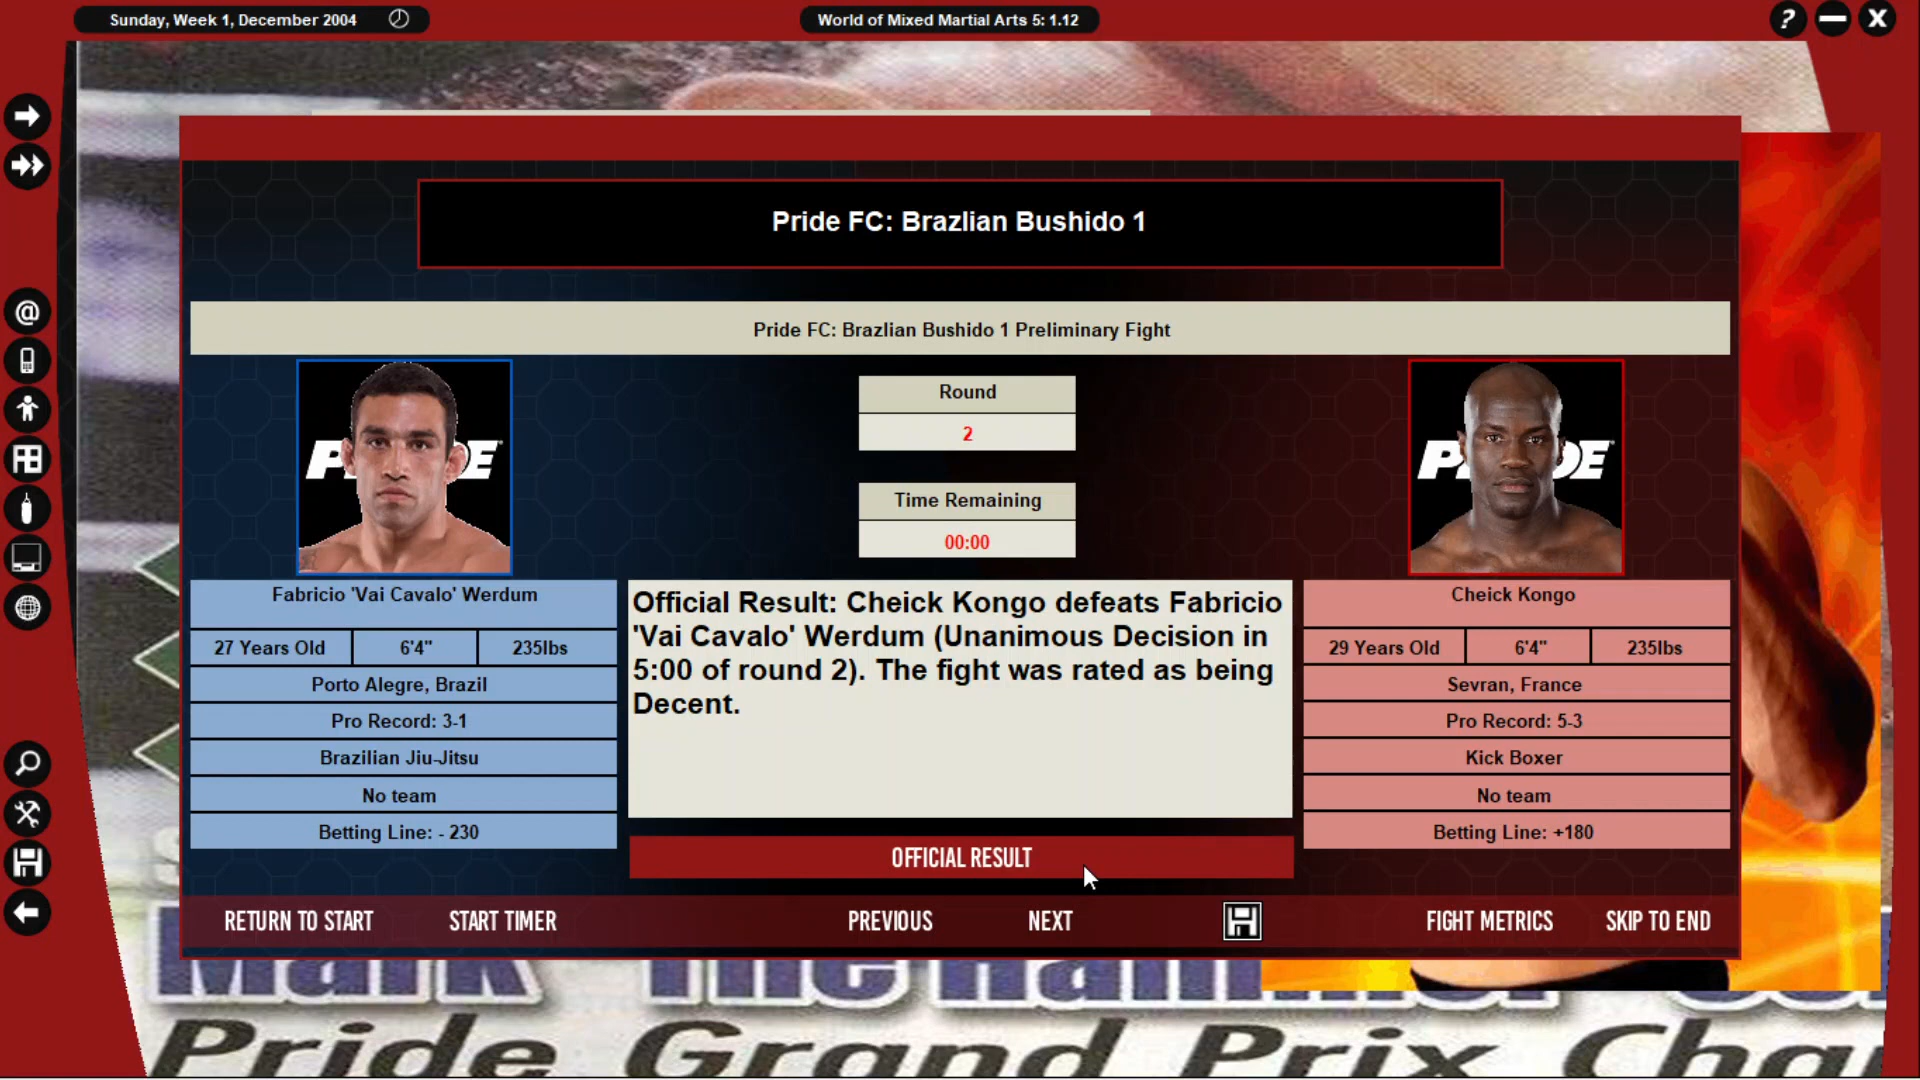 Sunday, Week 1, December 2004
World of Mixed Martial Arts 5: 1.12
?
X
Pride FC: Brazlian Bushido 1
Pride FC: Brazlian Bushido 1 Preliminary Fight
Round
2
Time Remaining
00:00
Fabricio 'Vai Cavalo' Werdum
27 Years Old
6'4"
235lbs
Porto Alegre, Brazil
Pro Record: 3-1
Brazilian Jiu-Jitsu
No team
Betting Line: - 230
Official Result: Cheick Kongo defeats Fabricio
'Vai Cavalo' Werdum (Unanimous Decision in
5:00 of round 2). The fight was rated as being
Decent.
Cheick Kongo
29 Years Old
6'4"
235lbs
Sevran, France
Pro Record: 5-3
Kick Boxer
No team
Betting Line: +180
OFFICIAL RESULT
RETURN TO START
START TIMER
PREVIOUS
NEXT
FIGHT METRICS
SKIP TO END
Mark The Hammer
Pride Grand Prix